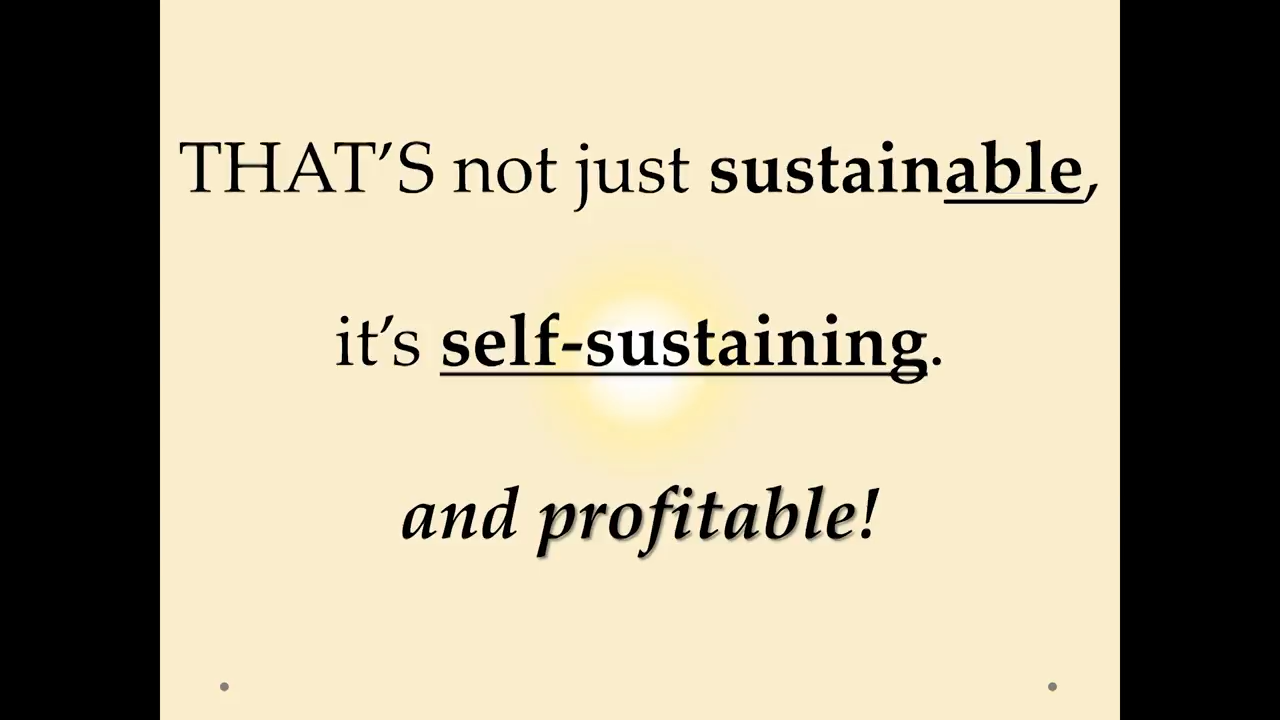 THAT’S not just sustainable,
it’s self-sustaining.
and profitable!